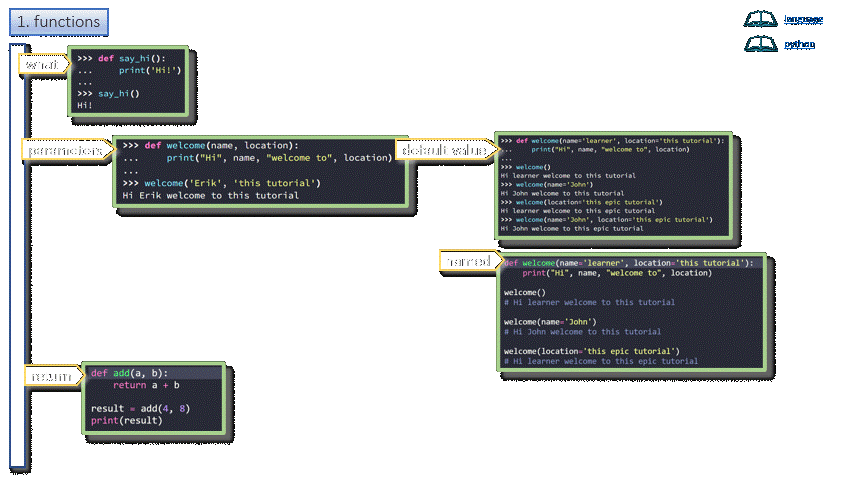 1. functions
language
python
what
>>> def say_hi():
...     print('Hi!')
...
>>> say_hi()
Hi!
parameters
>>> def welcome(name, location):
...     print("Hi", name, "welcome to", location)
...
>>> welcome('Erik', 'this tutorial')
Hi Erik welcome to this tutorial
default value
>>> def welcome(name='learner', location='this tutorial'):
...     print("Hi", name, "welcome to", location)
...
>>> welcome()
Hi learner welcome to this tutorial
>>> welcome(name='John')
Hi John welcome to this tutorial
>>> welcome(location='this epic tutorial')
Hi learner welcome to this epic tutorial
>>> welcome(name='John', location='this epic tutorial')
Hi John welcome to this epic tutorial
named
def welcome(name='learner', location='this tutorial'):
    print("Hi", name, "welcome to", location)
welcome()
# Hi learner welcome to this tutorial
welcome(name='John')
# Hi John welcome to this tutorial
welcome(location='this epic tutorial')
# Hi learner welcome to this epic tutorial
return
def add(a, b):
    return a + b
result = add(4, 8)
print(result)